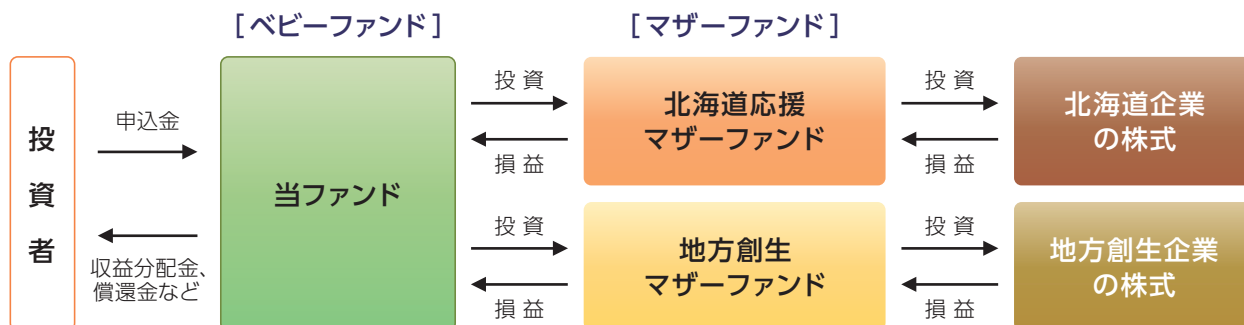 [ベビーファンド]
[マザーファンド]
投資者
申込金
収益分配金、
償還金など
当ファンド
投資
損益
北海道応援
マザーファンド
投資
損益
北海道企業
の株式
投資
損益
地方創生
マザーファンド
投資
損益
地方創生企業
の株式